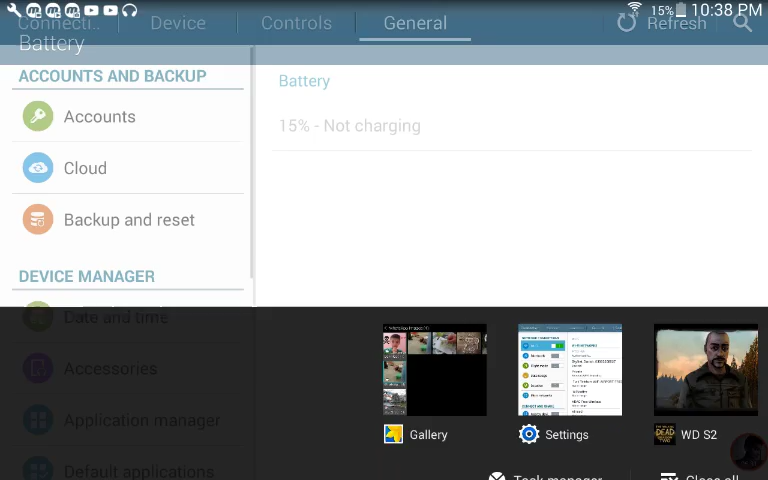 15% 10:38 PM
Connecti.. Device Controls General Refresh
Battery
ACCOUNTS AND BACKUP
Accounts
Cloud
Backup and reset
DEVICE MANAGER
Date and time
Accessories
Application manager
Default applications
Battery
15% - Not charging
Gallery
Settings
WD S2
Task manager
Close all